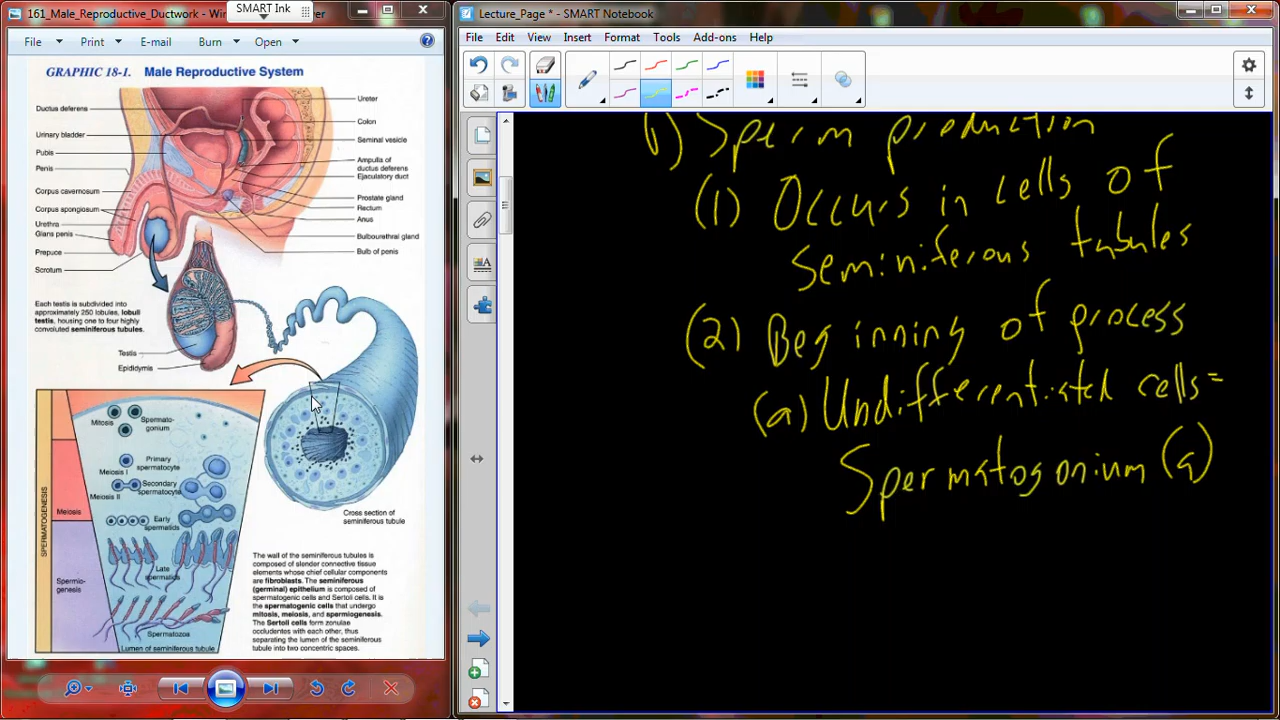 161_Male_Reproductive_Ductwork - Win
SMART Ink
er
File Print E-mail Burn Open
GRAPHIC 18-1. Male Reproductive System
Ductus deferens
Urinary bladder
Pubis
Penis
Corpus cavernosum
Corpus spongiosum
Urethra
Glans penis
Prepuce
Scrotum
Ureter
Colon
Seminal vesicle
Ampulla of
ductus deferens
Ejaculatory duct
Prostate gland
Rectum
Anus
Bulbourethral gland
Bulb of penis
Each testis is subdivided into
approximately 250 lobules, lobuli
testis, housing one to four highly
convoluted seminiferous tubules.
Testis
Epididymia
Mitosis
Spermato-
gonium
Primary
spermatocyte
Meiosis I
Secondary
spermatocyte
Meiosis II
Early
spermatids
Late
spermatids
Spermatozoa
Lumen of seminiferous tubule
SPERMATOGENESIS
Meiosis
Spermio-
genesis
Cross section of
seminiferous tubule
The wall of the seminiferous tubules is
composed of slender connective tissue
elements whose chief cellular components
are fibroblasts. The seminiferous
(germinal) epithelium is composed of
spermatogenic cells and Sertoli cells. It is
the spermatogenic cells that undergo
mitosis, meiosis, and spermiogenesis.
The Sertoli cells form zonulae
occludentes with each other, thus
separating the lumen of the seminiferous
tubule into two concentric spaces.
Lecture_Page * - SMART Notebook
File Edit View Insert Format Tools Add-ons Help
Sperm production
(1) Occurs in cells of
seminiferous tubules
(2) Beginning of process
(a) Undifferentiated cells=
Spermatogonium (a)